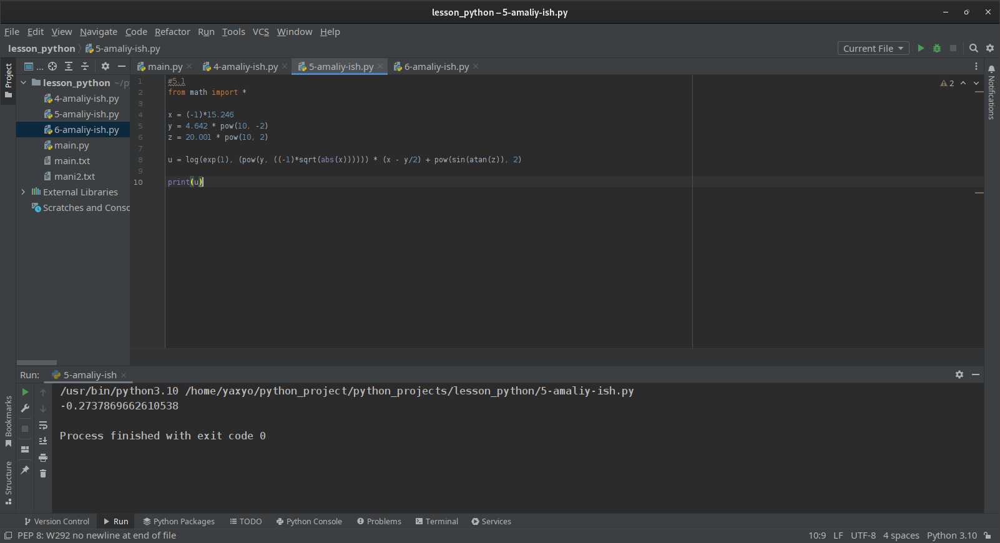 lesson_python – 5-amaliy-ish.py
File Edit View Navigate Code Refactor Run Tools VCS Window Help
lesson_python 5-amaliy-ish.py
Current File
Project
...
main.py 4-amaliy-ish.py 5-amaliy-ish.py 6-amaliy-ish.py
Notifications
lesson_python ~/p
4-amaliy-ish.py
5-amaliy-ish.py
6-amaliy-ish.py
main.py
main.txt
mani2.txt
External Libraries
Scratches and Consc
2
1 #5.1
2 from math import *
3
4 x = (-1)*15.246
5 y = 4.642 * pow(10, -2)
6 z = 20.001 * pow(10, 2)
7
8 u = log(exp(1), (pow(y, ((-1)*sqrt(abs(x)))))) * (x - y/2) + pow(sin(atan(z)), 2)
9
10 print(u)
Run: 5-amaliy-ish
/usr/bin/python3.10 /home/yaxyo/python_project/python_projects/lesson_python/5-amaliy-ish.py
-0.2737869662610538
Process finished with exit code 0
Bookmarks
Structure
Version Control Run Python Packages TODO Python Console Problems Terminal Services
PEP 8: W292 no newline at end of file
10:9 LF UTF-8 4 spaces Python 3.10